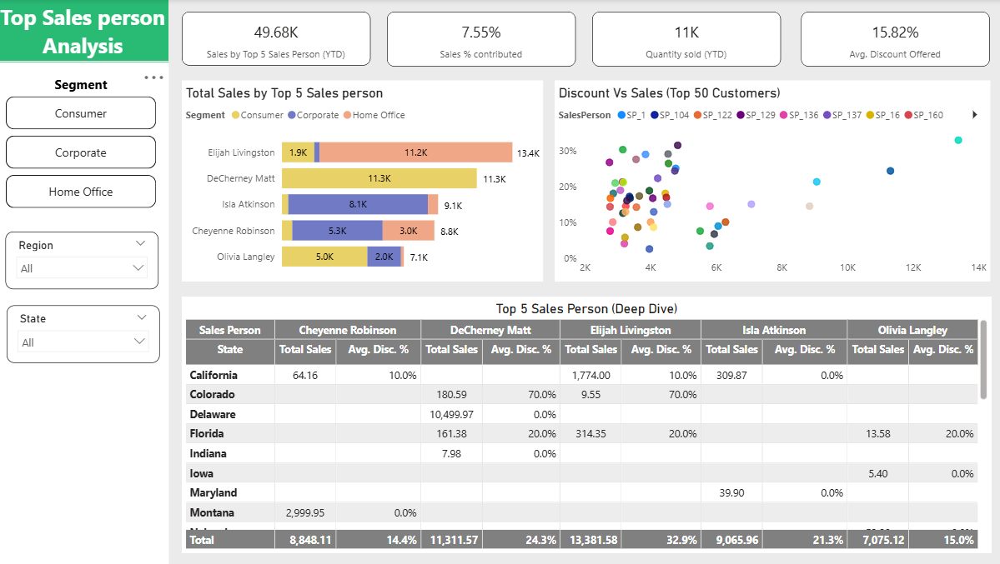 Top Sales person
Analysis
Segment
Consumer
Corporate
Home Office
Region
All
State
All
49.68K
Sales by Top 5 Sales Person (YTD)
7.55%
Sales % contributed
11K
Quantity sold (YTD)
15.82%
Avg. Discount Offered
Total Sales by Top 5 Sales person
Segment Consumer Corporate Home Office
Elijah Livingston 1.9K 11.2K 13.4K
DeCherney Matt 11.3K 11.3K
Isla Atkinson 8.1K 9.1K
Cheyenne Robinson 5.3K 3.0K 8.8K
Olivia Langley 5.0K 2.0K 7.1K
Discount Vs Sales (Top 50 Customers)
SalesPerson SP_1 SP_104 SP_122 SP_129 SP_136 SP_137 SP_16 SP_160
30%
20%
10%
0%
2K 4K 6K 8K 10K 12K 14K
Top 5 Sales Person (Deep Dive)
Sales Person Cheyenne Robinson DeCherney Matt Elijah Livingston Isla Atkinson Olivia Langley
State Total Sales Avg. Disc. % Total Sales Avg. Disc. % Total Sales Avg. Disc. % Total Sales Avg. Disc. % Total Sales Avg. Disc. %
California 64.16 10.0% 1,774.00 10.0% 309.87 0.0%
Colorado 180.59 70.0% 9.55 70.0%
Delaware 10,499.97 0.0%
Florida 161.38 20.0% 314.35 20.0% 13.58 20.0%
Indiana 7.98 0.0%
Iowa 5.40 0.0%
Maryland 39.90 0.0%
Montana 2,999.95 0.0%
Total 8,848.11 14.4% 11,311.57 24.3% 13,381.58 32.9% 9,065.96 21.3% 7,075.12 15.0%